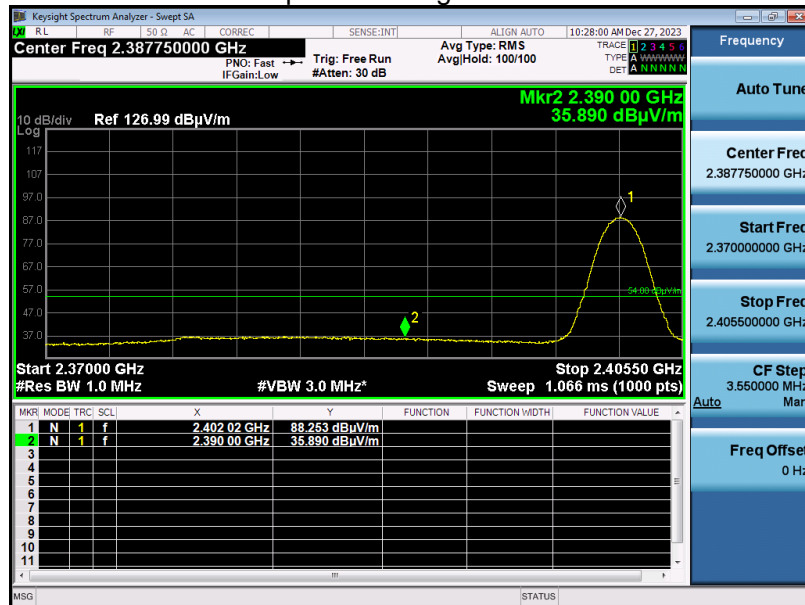 Keysight Spectrum Analyzer - Swept SA
LXI RL RF 50 Ω AC CORREC SENSE:INT ALIGN AUTO 10:28:00 AM Dec 27, 2023
Center Freq 2.387750000 GHz
PNO: Fast
IFGain:Low
Trig: Free Run
#Atten: 30 dB
Avg Type: RMS
Avg|Hold: 100/100
TRACE 1 2 3 4 5 6
TYPE A WWWWW
DET A N N N N N
Frequency
Mkr2 2.390 00 GHz
35.890 dBµV/m
10 dB/div Ref 126.99 dBµV/m
Log
117
107
97.0
87.0
77.0
67.0
57.0
47.0
37.0
1
54.00 dBµV/m
2
Start 2.37000 GHz Stop 2.40550 GHz
#Res BW 1.0 MHz #VBW 3.0 MHz* Sweep 1.066 ms (1000 pts)
MKR MODE TRC SCL X Y FUNCTION FUNCTION WIDTH FUNCTION VALUE
1 N 1 f 2.402 02 GHz 88.253 dBµV/m
2 N 1 f 2.390 00 GHz 35.890 dBµV/m
3
4
5
6
7
8
9
10
11
MSG STATUS
Auto Tune
Center Freq
2.387750000 GHz
Start Freq
2.370000000 GHz
Stop Freq
2.405500000 GHz
CF Step
3.550000 MHz
Auto Man
Freq Offset
0 Hz